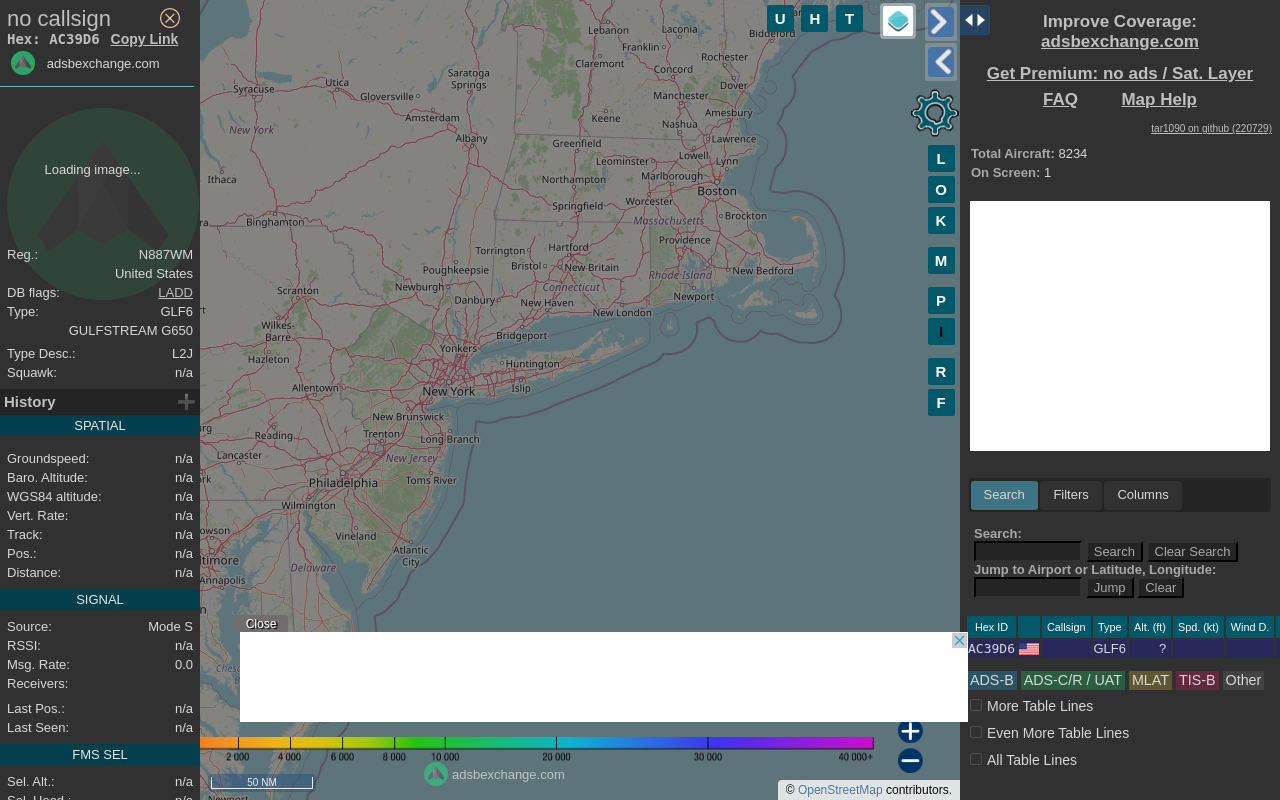 no callsign
Hex: AC39D6 Copy Link
adsbexchange.com
Loading image...
Reg.: N887WM
United States
DB flags: LADD
Type: GLF6
GULFSTREAM G650
Type Desc.: L2J
Squawk: n/a
History
SPATIAL
Groundspeed: n/a
Baro. Altitude: n/a
WGS84 altitude: n/a
Vert. Rate: n/a
Track: n/a
Pos.: n/a
Distance: n/a
SIGNAL
Source: Mode S
RSSI: n/a
Msg. Rate: 0.0
Receivers:
Last Pos.: n/a
Last Seen: n/a
FMS SEL
Sel. Alt.: n/a
Sel. Head.: n/a
U H T
Lebanon
Laconia
Biddeford
Franklin
Claremont
Rochester
Concord
Dover
Saratoga
Springs
Utica
Syracuse
Gloversville
Manchester
Amesbury
Amsterdam
Keene
Nashua
New York
Albany
Lawrence
Greenfield
Leominster
Lowell
Lynn
Ithaca
Northampton
Marlborough
Boston
Springfield
Worcester
Binghamton
Massachusetts
Brockton
Torrington
Hartford
Providence
Poughkeepsie
Bristol
New Britain
Rhode Island
New Bedford
Newburgh
Connecticut
Scranton
Danbury
New Haven
Newport
New London
Wilkes-
Barre
Bridgeport
Hazleton
Yonkers
Huntington
Allentown
New York
Islip
New Brunswick
Reading
Trenton
Long Branch
Lancaster
New Jersey
Philadelphia
Toms River
Wilmington
Vineland
Atlantic
City
Delaware
Annapolis
L
O
K
M
P
I
R
F
Close
2 000 4 000 6 000 8 000 10 000 20 000 30 000 40 000+
adsbexchange.com
50 NM
© OpenStreetMap contributors.
Improve Coverage:
adsbexchange.com
Get Premium: no ads / Sat. Layer
FAQ Map Help
tar1090 on github (220729)
Total Aircraft: 8234
On Screen: 1
Search Filters Columns
Search:
Search Clear Search
Jump to Airport or Latitude, Longitude:
Jump Clear
Hex ID Callsign Type Alt. (ft) Spd. (kt) Wind D.
AC39D6 GLF6 ?
ADS-B ADS-C/R / UAT MLAT TIS-B Other
More Table Lines
Even More Table Lines
All Table Lines